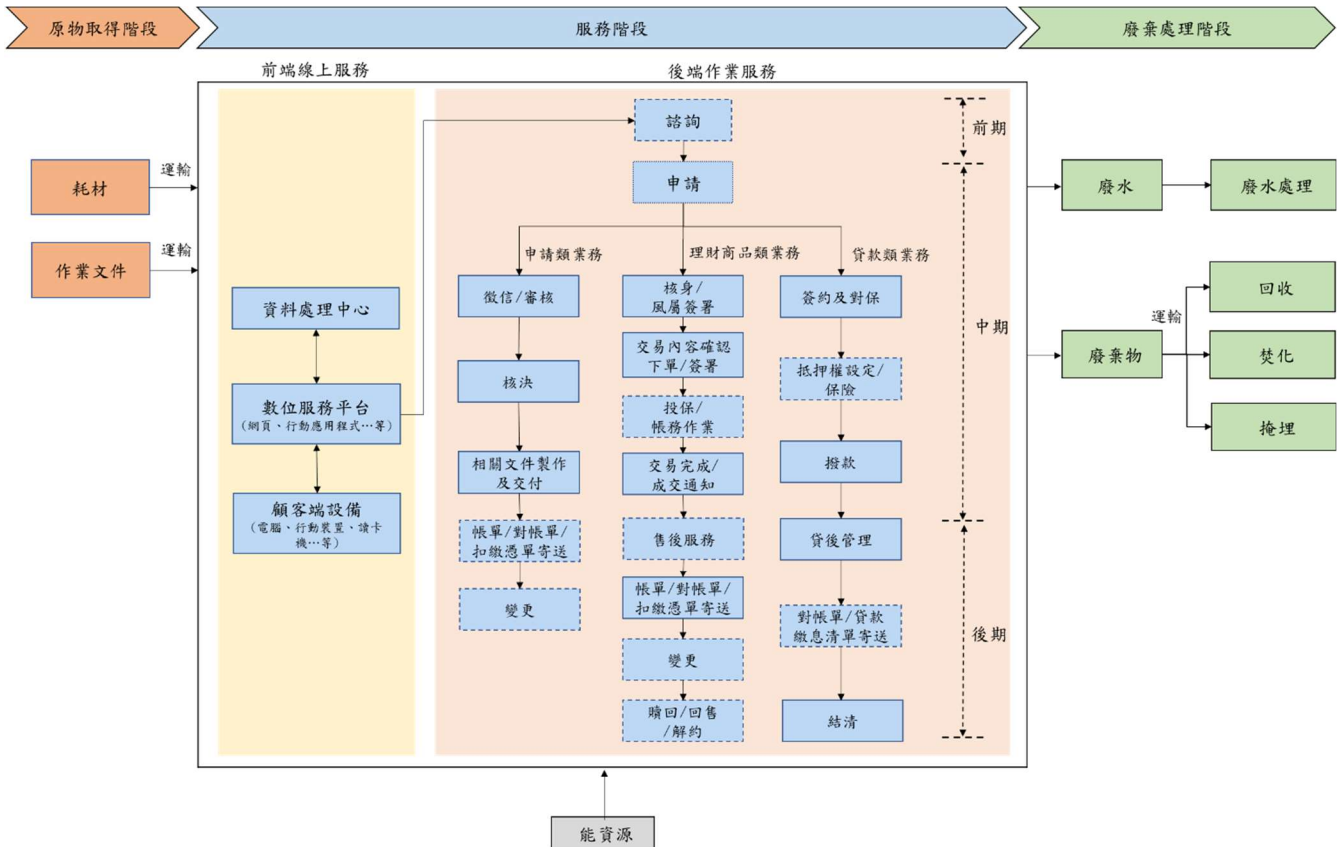 原物取得階段
服務階段
廢棄處理階段
前端線上服務
後端作業服務
耗材
運輸
作業文件
運輸
資料處理中心
數位服務平台
(網頁、行動應用程式…等)
顧客端設備
(電腦、行動裝置、讀卡
機…等)
諮詢
申請
申請類業務
理財商品類業務
貸款類業務
徵信/審核
核決
相關文件製作
及交付
帳單/對帳單/
扣繳憑單寄送
變更
核身/
風屬簽署
交易內容確認
下單/簽署
投保/
帳務作業
交易完成/
成交通知
售後服務
帳單/對帳單/
扣繳憑單寄送
變更
贖回/回售
/解約
簽約及對保
抵押權設定/
保險
撥款
貸後管理
對帳單/貸款
繳息清單寄送
結清
前期
中期
後期
廢水
廢水處理
廢棄物
運輸
回收
焚化
掩埋
能資源